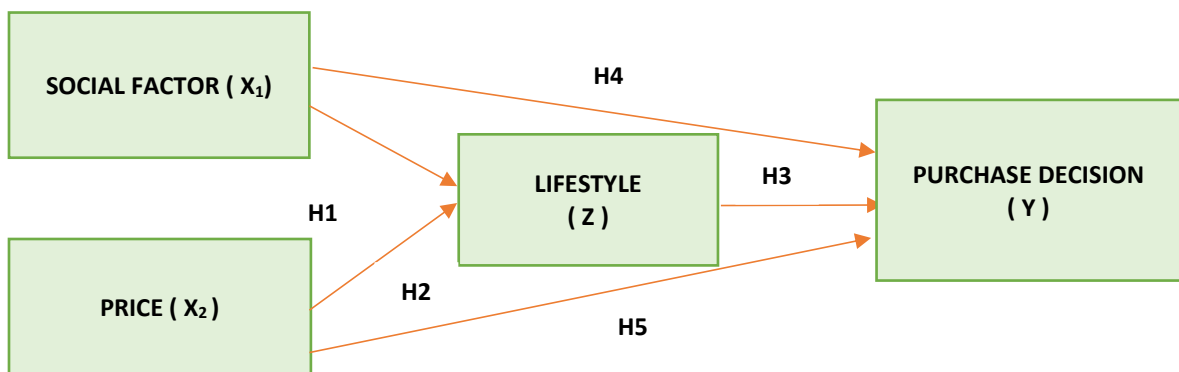 SOCIAL FACTOR ( X₁)
H4
LIFESTYLE
( Z )
H3
PURCHASE DECISION
( Y )
H1
PRICE ( X₂ )
H2
H5